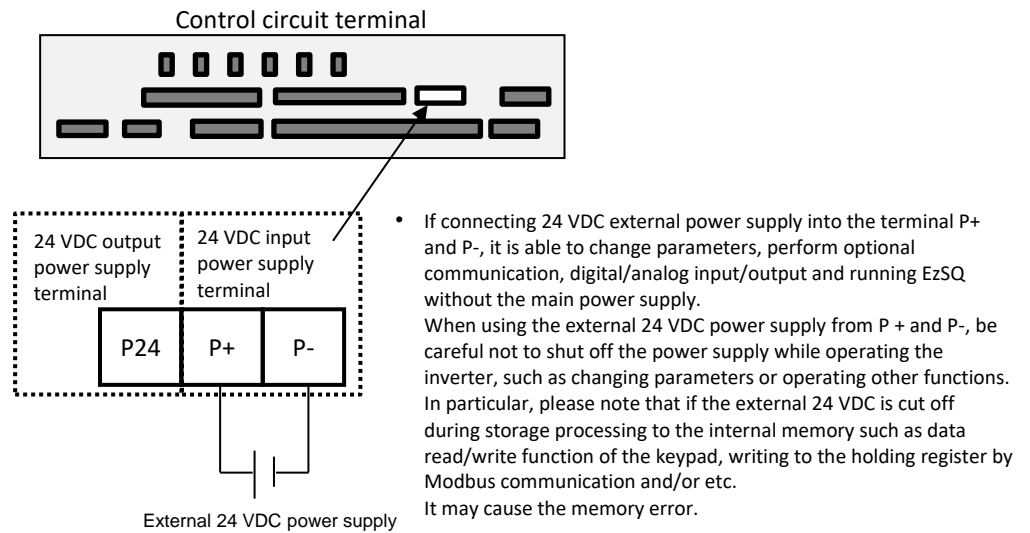 Control circuit terminal
24 VDC output
power supply
terminal
24 VDC input
power supply
terminal
P24
P+
P-
External 24 VDC power supply
• If connecting 24 VDC external power supply into the terminal P+
and P-, it is able to change parameters, perform optional
communication, digital/analog input/output and running EzSQ
without the main power supply.
When using the external 24 VDC power supply from P + and P-, be
careful not to shut off the power supply while operating the
inverter, such as changing parameters or operating other functions.
In particular, please note that if the external 24 VDC is cut off
during storage processing to the internal memory such as data
read/write function of the keypad, writing to the holding register by
Modbus communication and/or etc.
It may cause the memory error.